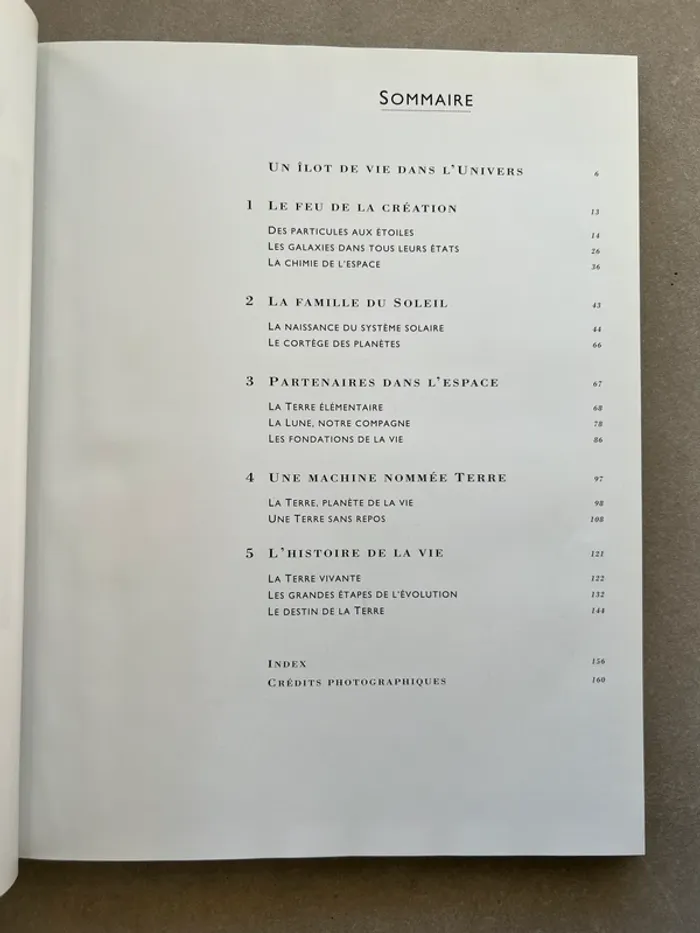 Sommaire
Un îlot de vie dans l'Univers 6
1 Le feu de la création 13
Des particules aux étoiles 14
Les galaxies dans tous leurs états 26
La chimie de l'espace 36
2 La famille du Soleil 43
La naissance du système solaire 44
Le cortège des planètes 66
3 Partenaires dans l'espace 67
La Terre élémentaire 68
La Lune, notre compagne 78
Les fondations de la vie 86
4 Une machine nommée Terre 97
La Terre, planète de la vie 98
Une Terre sans repos 108
5 L'histoire de la vie 121
La Terre vivante 122
Les grandes étapes de l'évolution 132
Le destin de la Terre 144
Index 156
Crédits photographiques 160